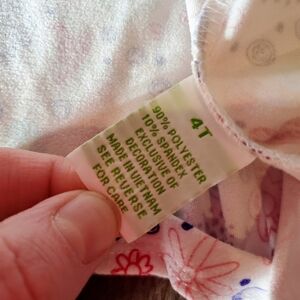 4T
90% POLYESTER
10% SPANDEX
EXCLUSIVE OF
DECORATION
MADE IN VIETNAM
SEE REVERSE
FOR CARE